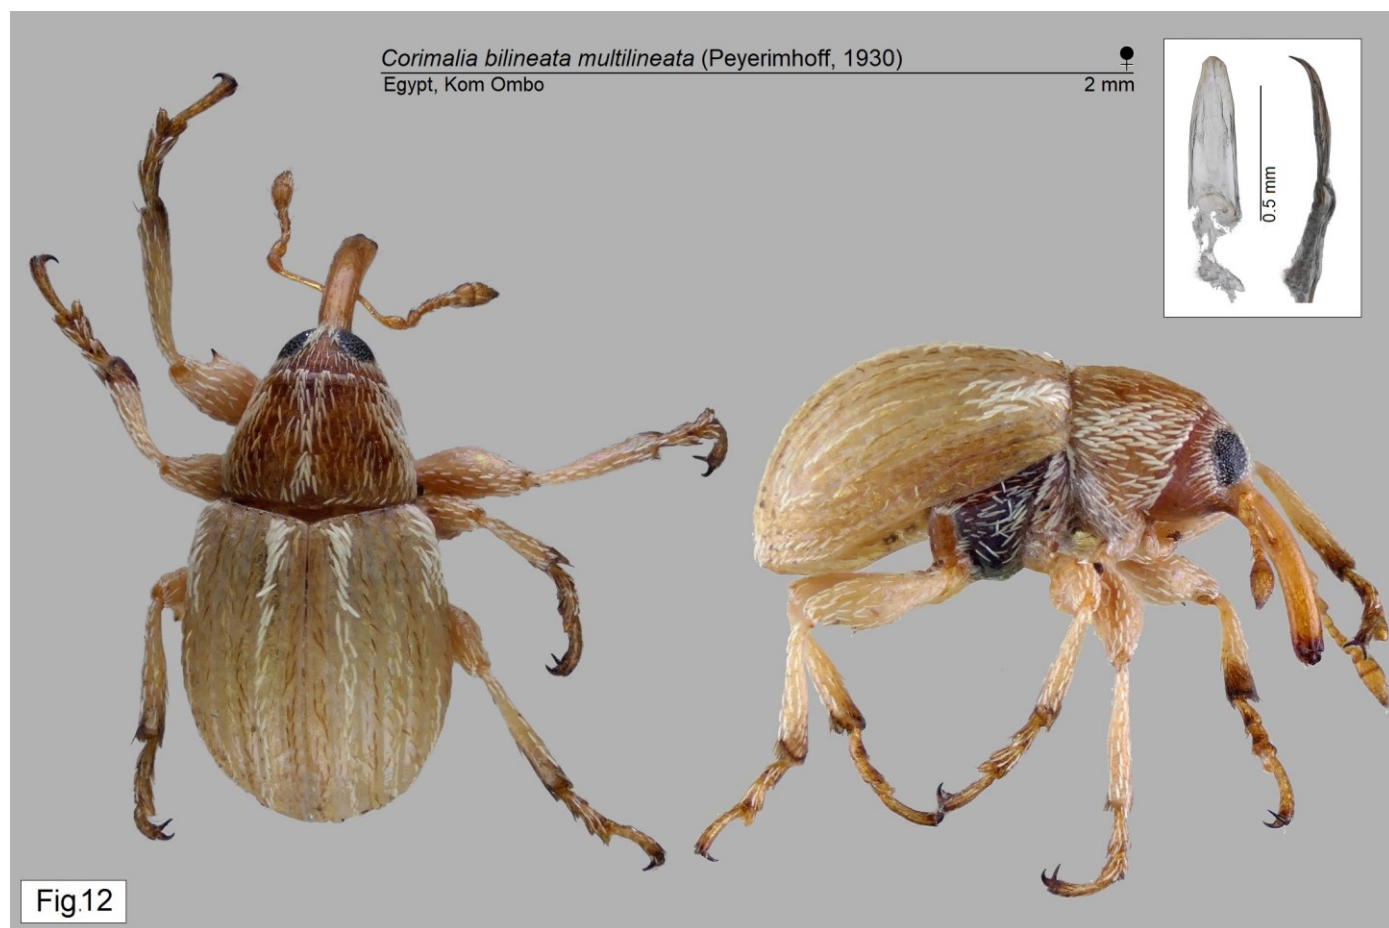 Corimalia bilineata multilineata (Peyerimhoff, 1930) ♀
Egypt, Kom Ombo 2 mm
0.5 mm
Fig.12